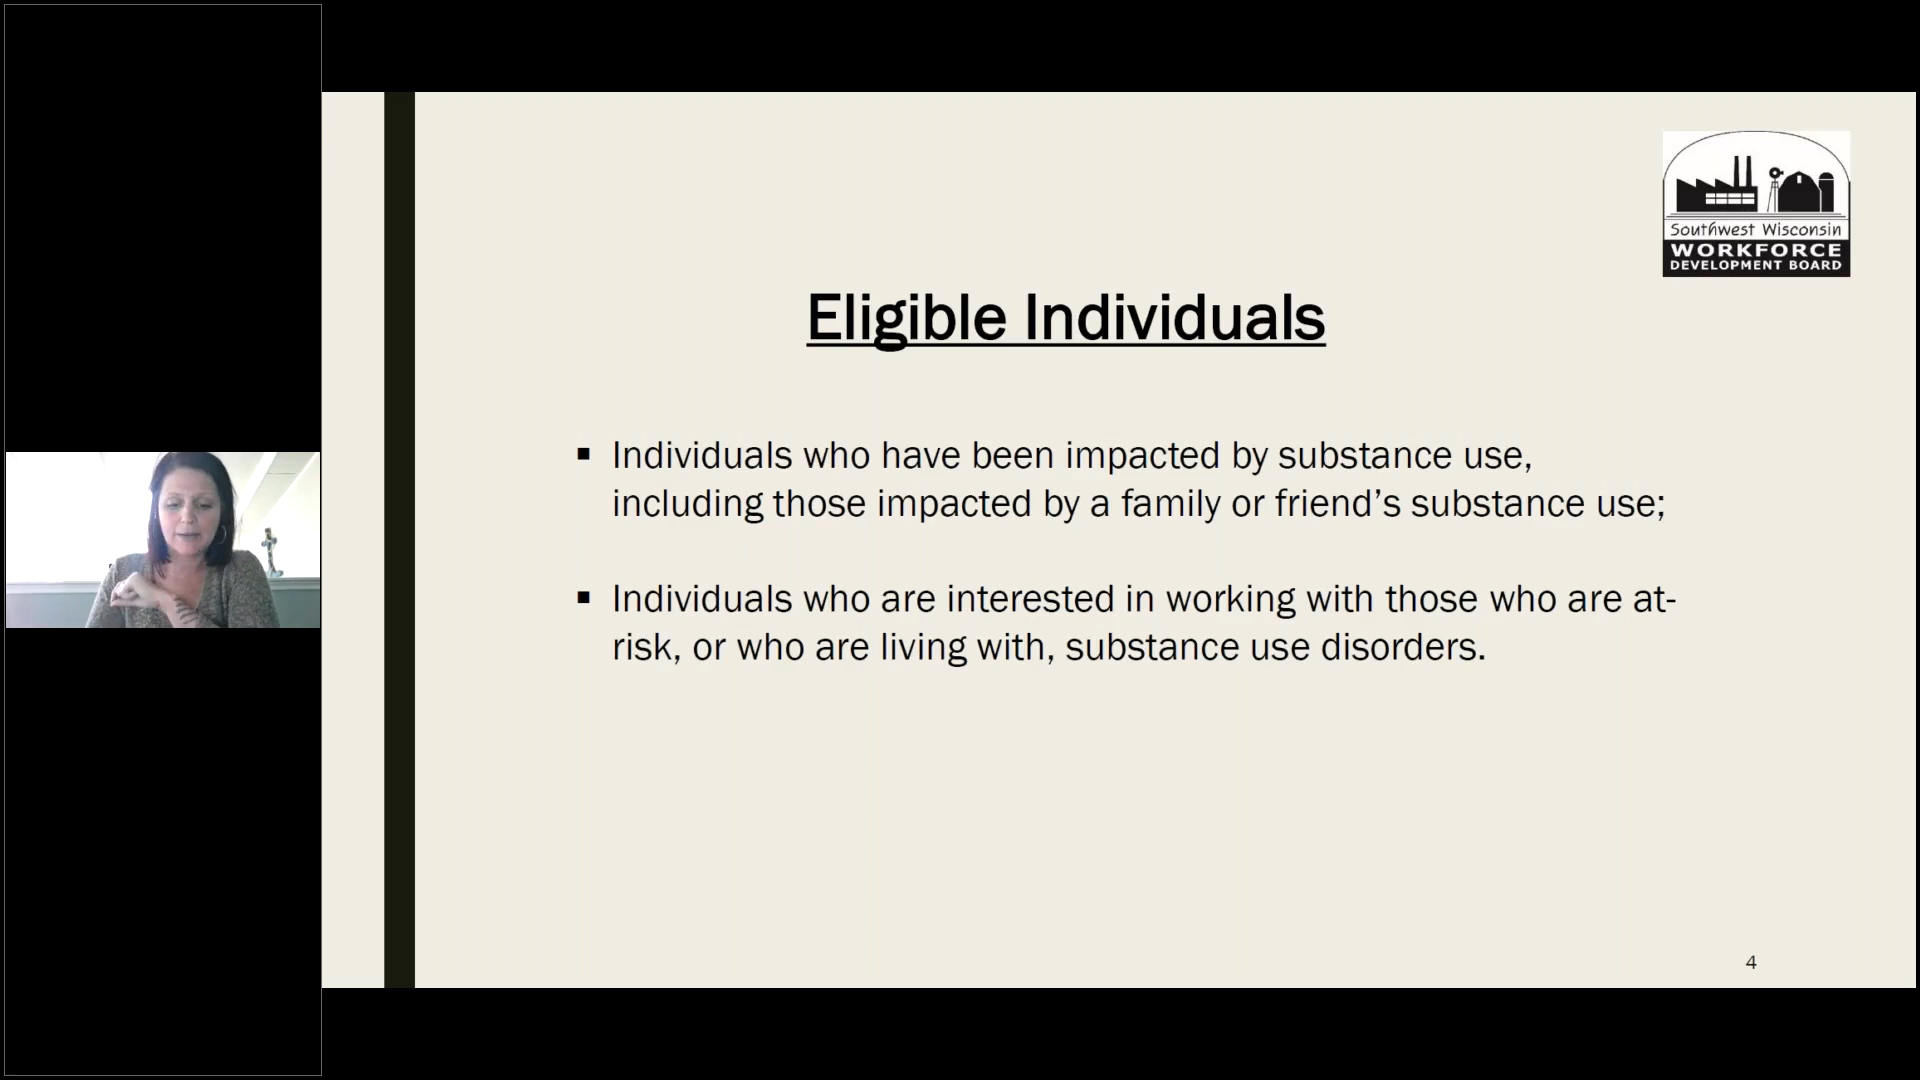 Southwest Wisconsin
WORKFORCE
DEVELOPMENT BOARD
Eligible Individuals
▪ Individuals who have been impacted by substance use,
including those impacted by a family or friend’s substance use;
▪ Individuals who are interested in working with those who are at-
risk, or who are living with, substance use disorders.
4